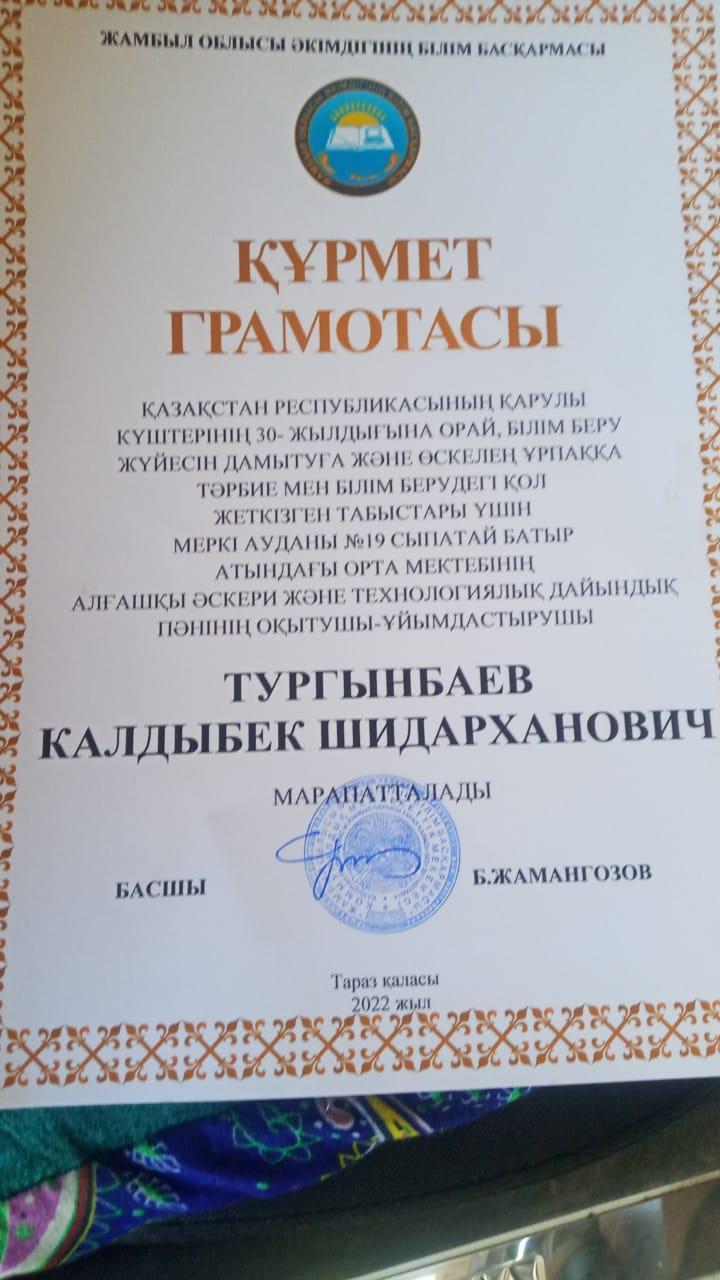 ЖАМБЫЛ ОБЛЫСЫ ӘКІМДІГІНІҢ БІЛІМ БАСҚАРМАСЫ
ҚҰРМЕТ
ГРАМОТАСЫ
ҚАЗАҚСТАН РЕСПУБЛИКАСЫНЫҢ ҚАРУЛЫ
КҮШТЕРІНІҢ 30- ЖЫЛДЫҒЫНА ОРАЙ, БІЛІМ БЕРУ
ЖҮЙЕСІН ДАМЫТУҒА ЖӘНЕ ӨСКЕЛЕҢ ҰРПАҚҚА
ТӘРБИЕ МЕН БІЛІМ БЕРУДЕГІ ҚОЛ
ЖЕТКІЗГЕН ТАБЫСТАРЫ ҮШІН
МЕРКІ АУДАНЫ №19 СЫПАТАЙ БАТЫР
АТЫНДАҒЫ ОРТА МЕКТЕБІНІҢ
АЛҒАШҚЫ ӘСКЕРИ ЖӘНЕ ТЕХНОЛОГИЯЛЫҚ ДАЙЫНДЫҚ
ПӘНІНІҢ ОҚЫТУШЫ-ҰЙЫМДАСТЫРУШЫ
ТУРГЫНБАЕВ
КАЛДЫБЕК ШИДАРХАНОВИЧ
МАРАПАТТАЛАДЫ
БАСШЫ
Б.ЖАМАНГОЗОВ
Тараз қаласы
2022 жыл